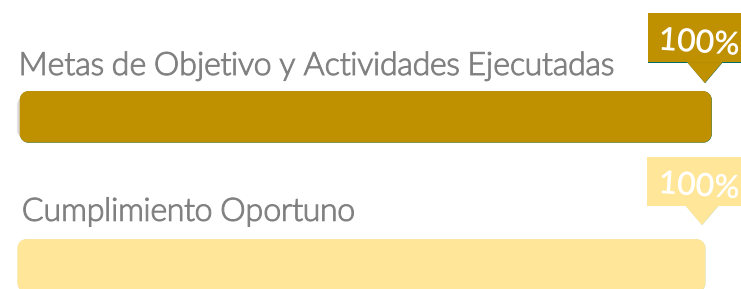 100%
Metas de Objetivo y Actividades Ejecutadas
100%
Cumplimiento Oportuno